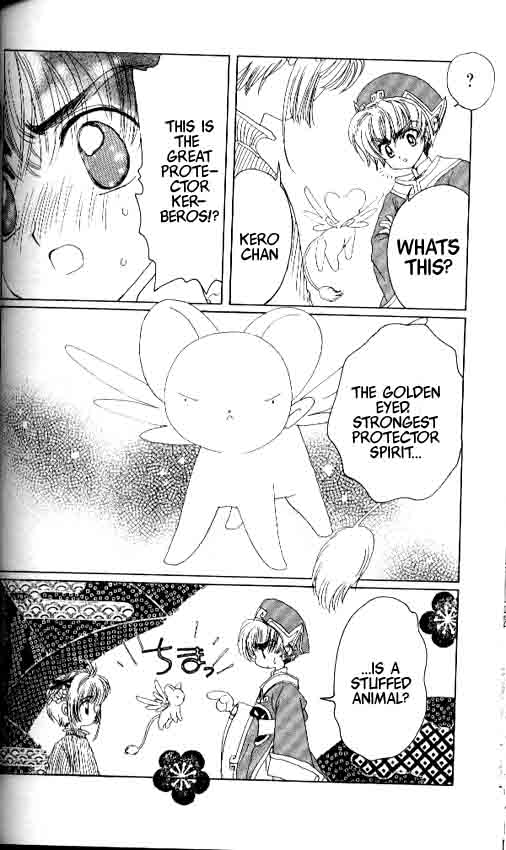 ?
WHATS
THIS?
KERO
CHAN
THIS IS
THE
GREAT
PROTE-
CTOR
KER-
BEROS!?
THE GOLDEN
EYED
STRONGEST
PROTECTOR
SPIRIT...
...IS A
STUFFED
ANIMAL?
ちまっ